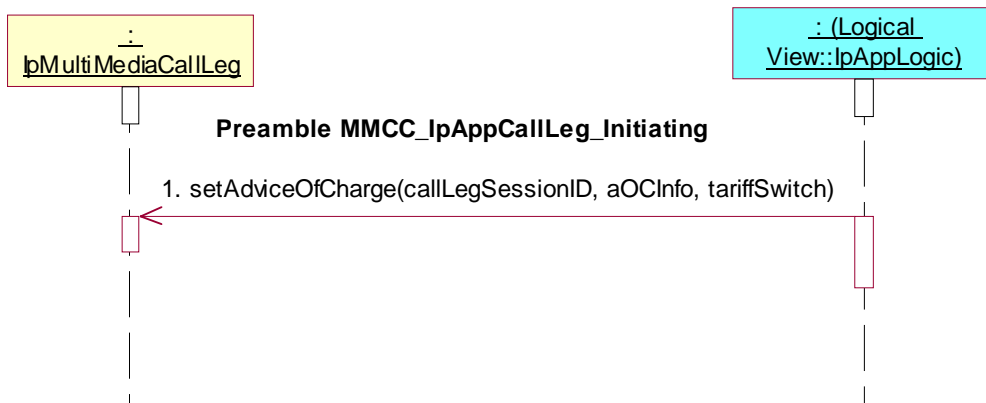 :
IpMultiMediaCallLeg
: (Logical
View::IpAppLogic)
Preamble MMCC_IpAppCallLeg_Initiating
1. setAdviceOfCharge(callLegSessionID, aOCInfo, tariffSwitch)